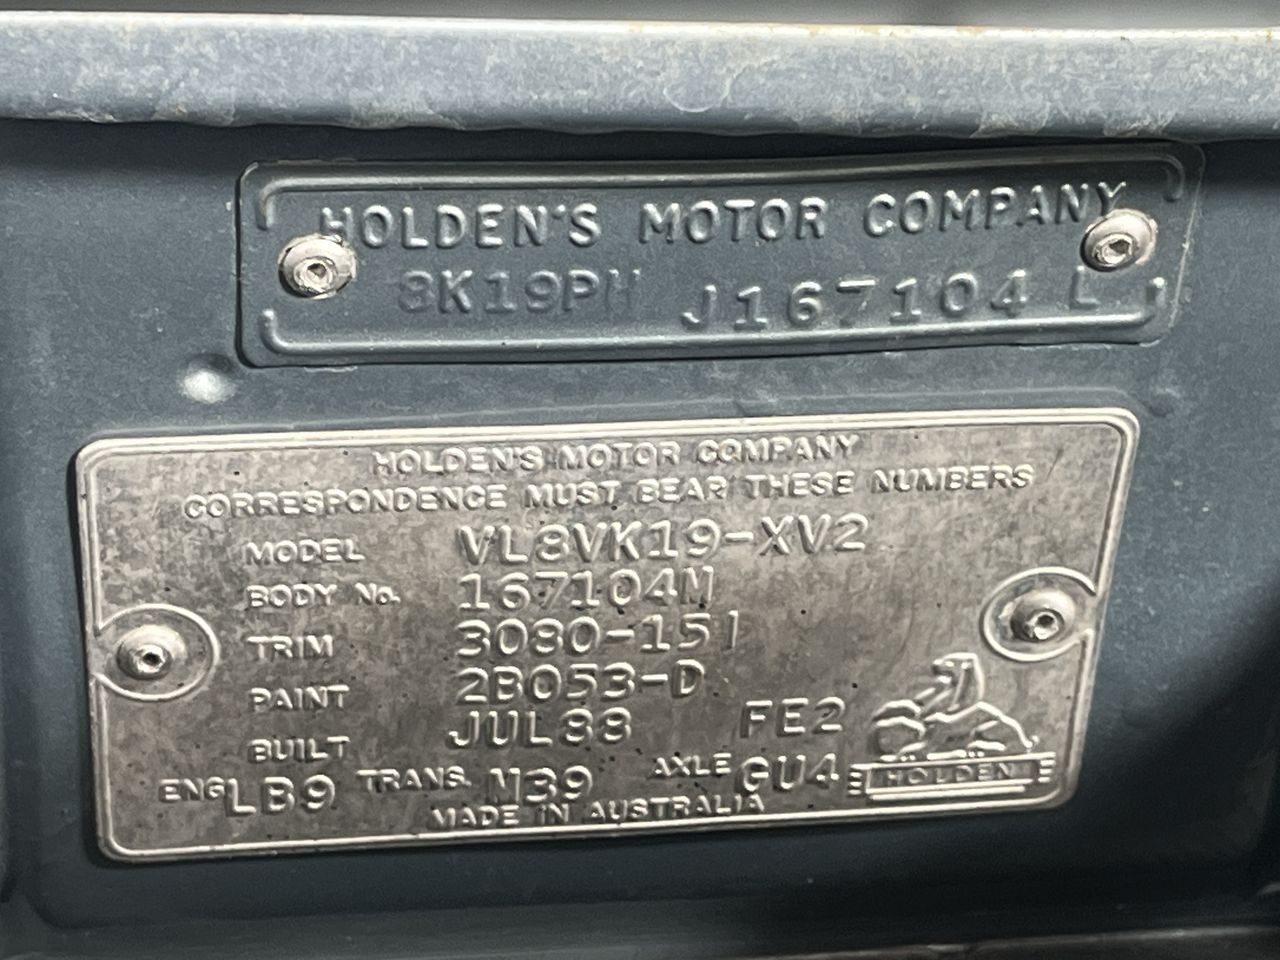 HOLDEN'S MOTOR COMPANY
8K19PH J167104 L
HOLDEN'S MOTOR COMPANY
CORRESPONDENCE MUST BEAR THESE NUMBERS
MODEL VL8VK19-XV2
BODY No. 167104M
TRIM 3080-151
PAINT 2B053-D
BUILT JUL88 FE2
ENG LB9 TRANS. M39 AXLE GU4
HOLDEN
MADE IN AUSTRALIA